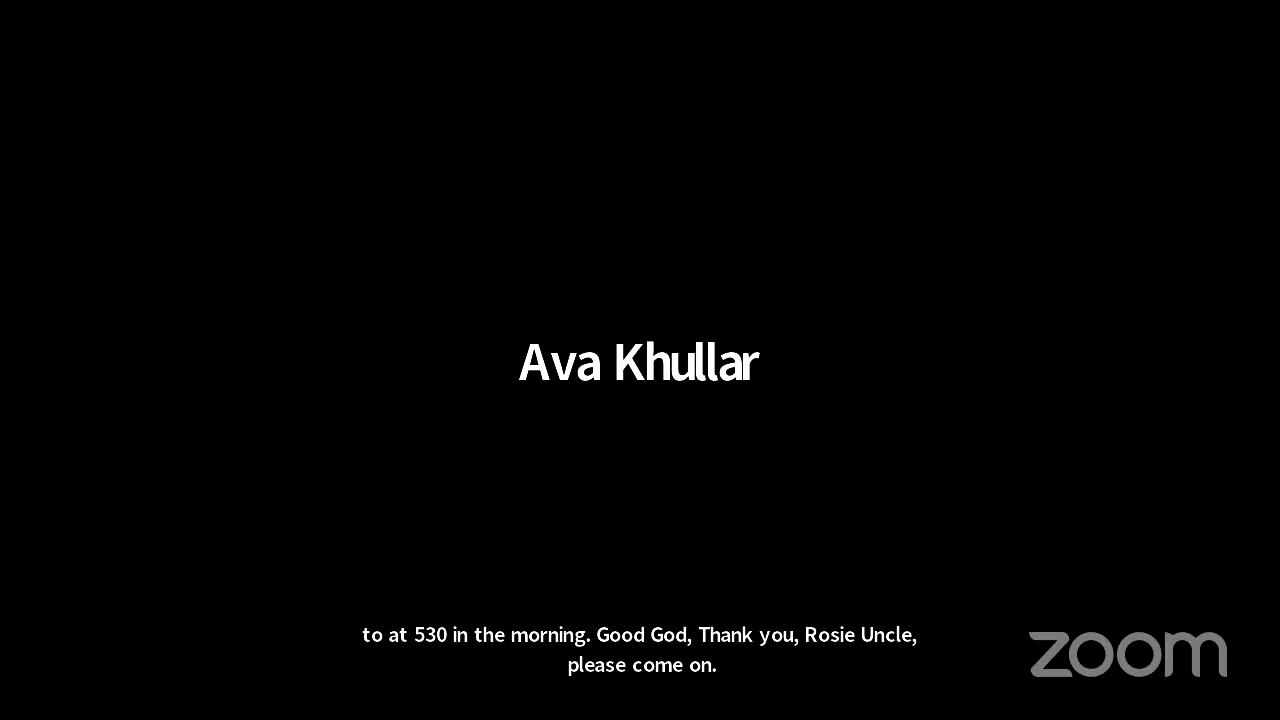 Ava Khullar
to at 530 in the morning. Good God, Thank you, Rosie Uncle,
please come on.
zoom